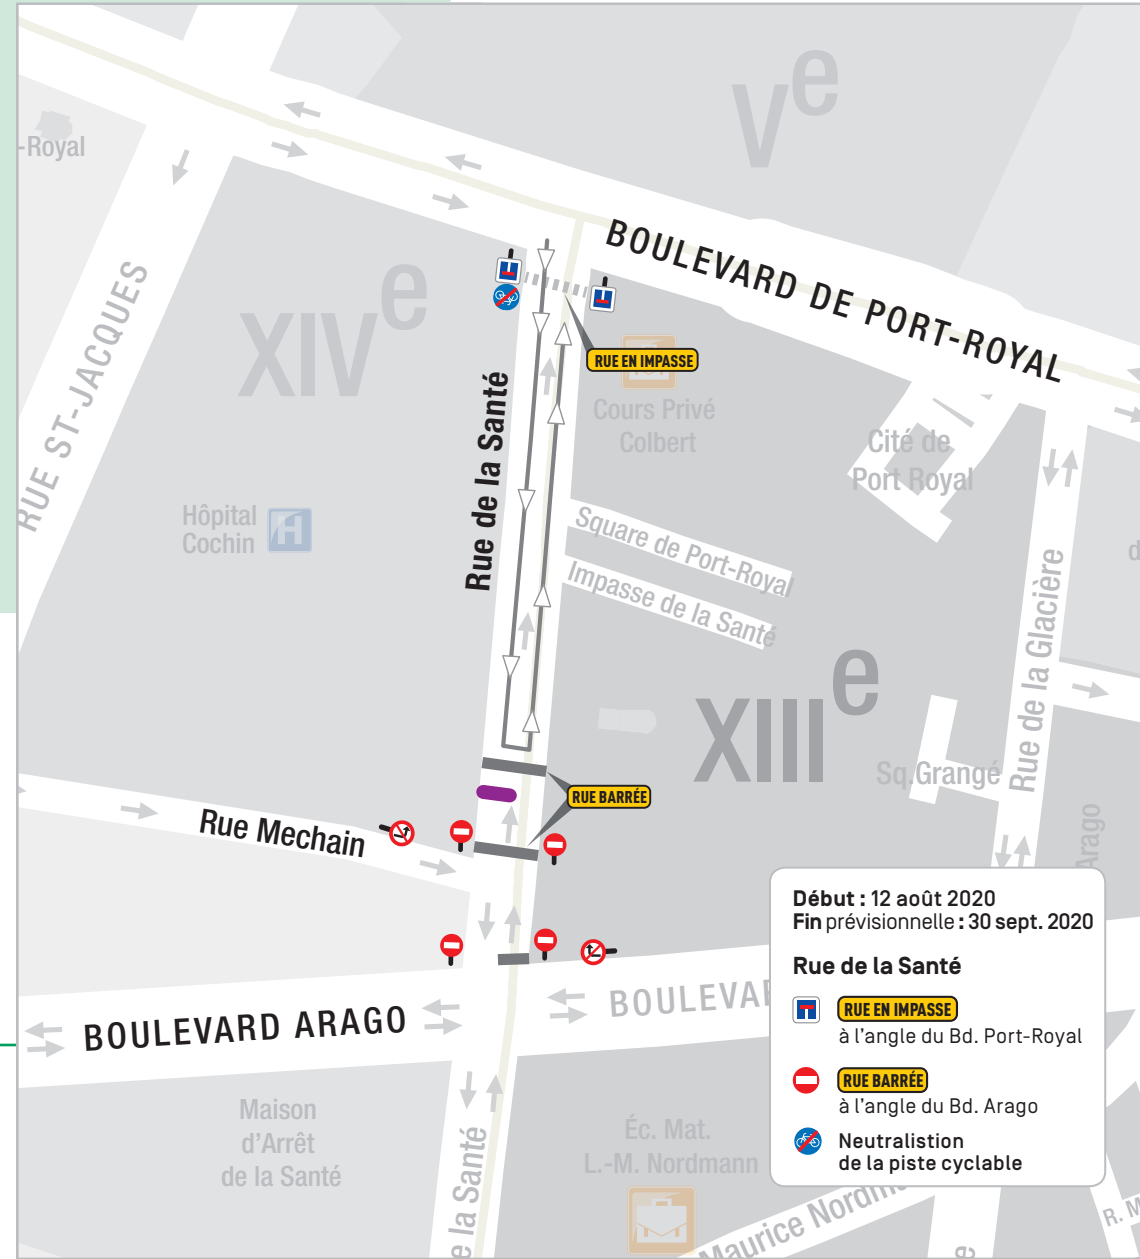 -Royal
V e
BOULEVARD DE PORT-ROYAL
RUE ST-JACQUES
XIV e
RUE EN IMPASSE
Rue de la Santé
Cours Privé
Colbert
Cité de
Port Royal
Hôpital
Cochin
H
Square de Port-Royal
Impasse de la Santé
Rue de la Glacière
d
XIII e
Sq.Grangé
RUE BARRÉE
Rue Mechain
Arago
BOULEVARD ARAGO
BOULEVA
Début : 12 août 2020
Fin prévisionnelle : 30 sept. 2020
Rue de la Santé
RUE EN IMPASSE
à l'angle du Bd. Port-Royal
RUE BARRÉE
à l'angle du Bd. Arago
Neutralistion
de la piste cyclable
Maison
d'Arrêt
de la Santé
Éc. Mat.
L.-M. Nordmann
e la Santé
Maurice Nordm
e
R. M